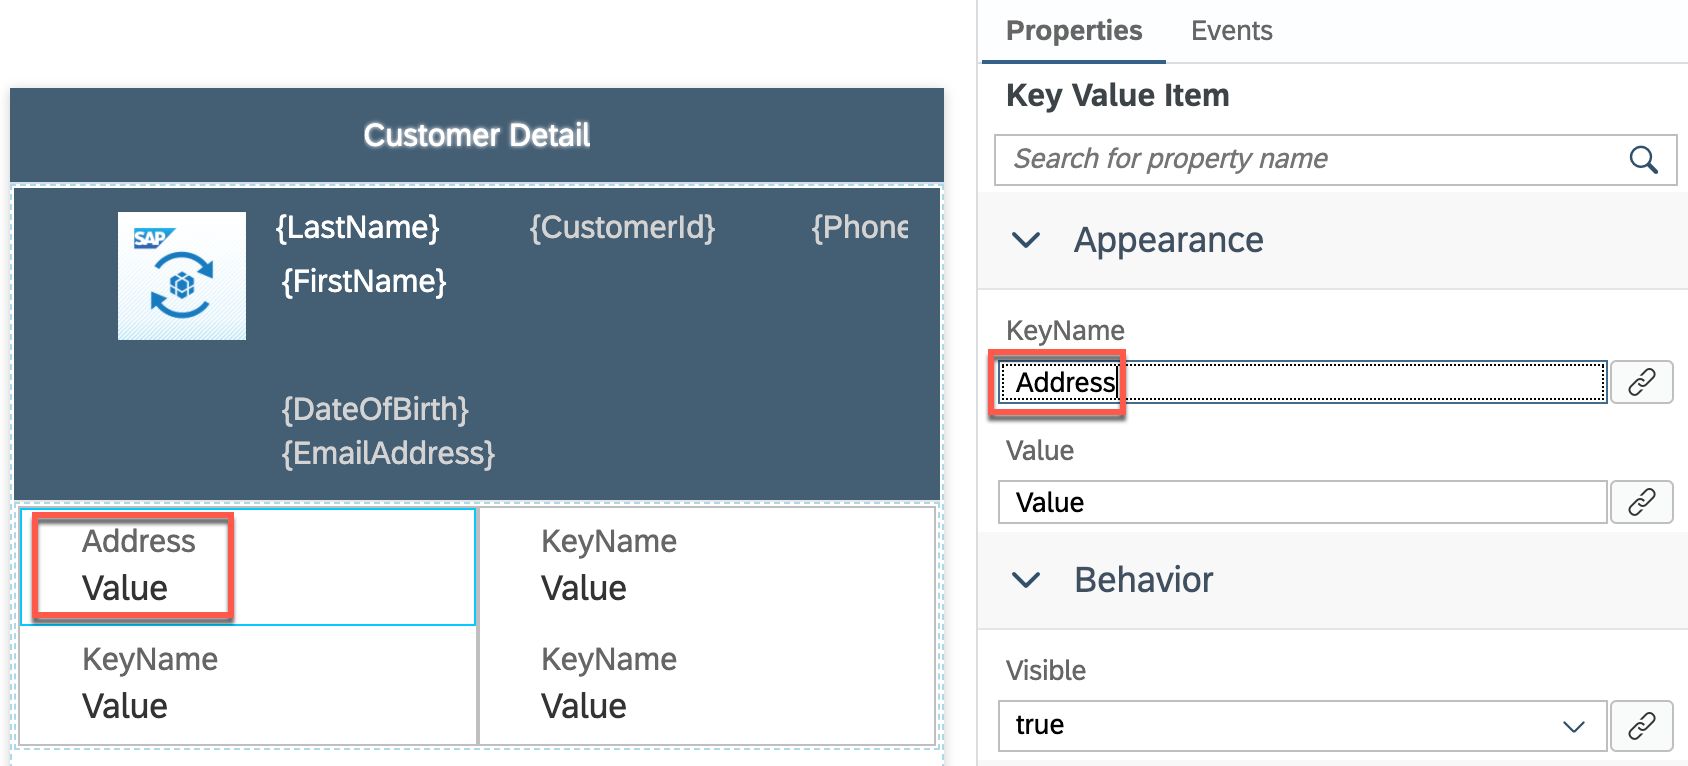 Customer Detail
SAP
{LastName}
{CustomerId}
{Phone
{FirstName}
{DateOfBirth}
{EmailAddress}
Address
Value
KeyName
Value
KeyName
Value
KeyName
Value
Properties
Events
Key Value Item
Search for property name
Appearance
KeyName
Address
Value
Value
Behavior
Visible
true